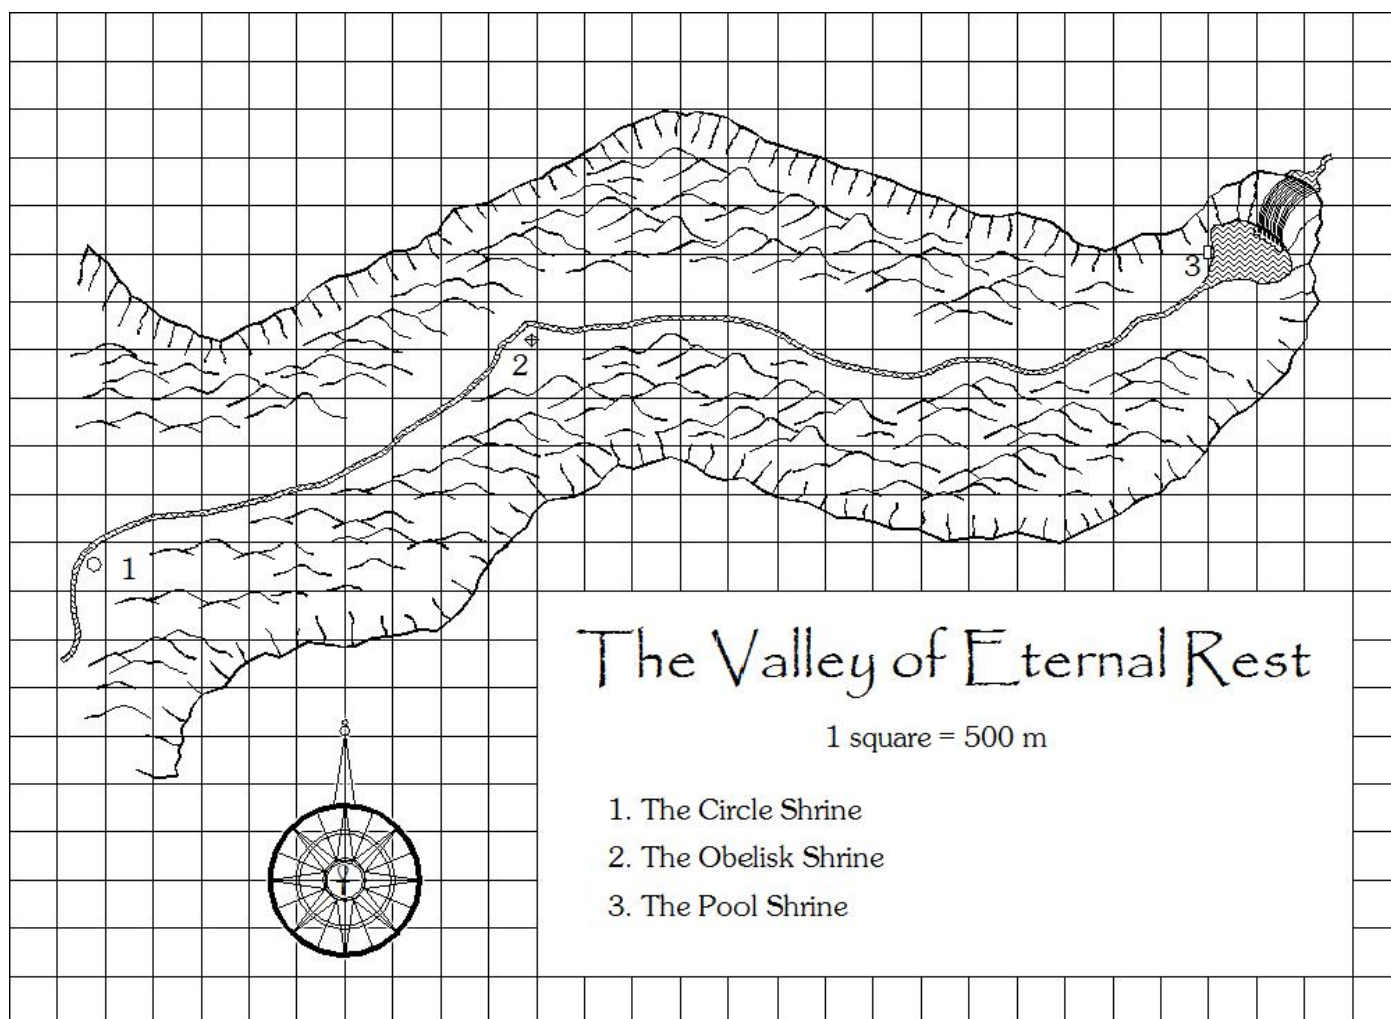 3
2
1
The Valley of Eternal Rest
1 square = 500 m
1. The Circle Shrine
2. The Obelisk Shrine
3. The Pool Shrine